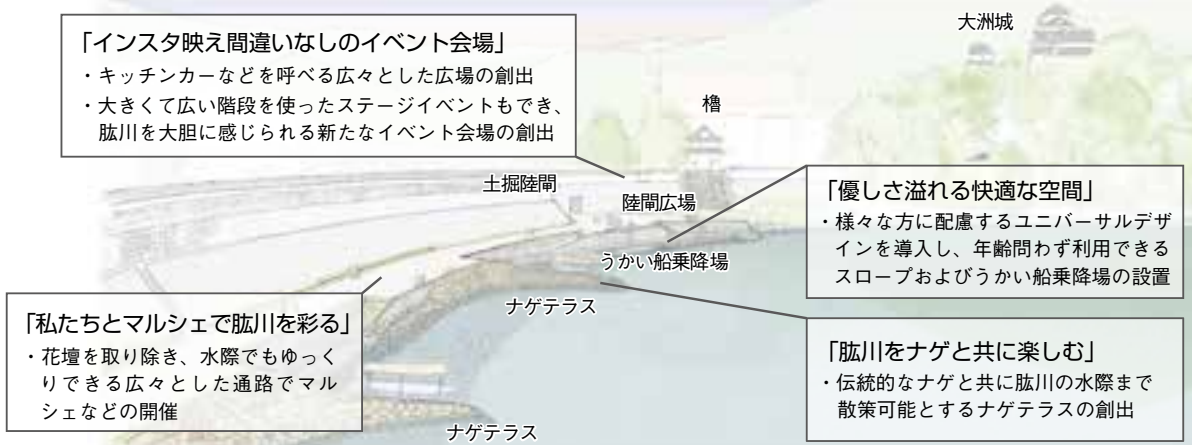 大洲城
「インスタ映え間違いなしのイベント会場」
・キッチンカーなどを呼べる広々とした広場の創出
・大きくて広い階段を使ったステージイベントもでき、
肱川を大胆に感じられる新たなイベント会場の創出
櫓
土掘陸閘
陸閘広場
うかい船乗降場
「優しさ溢れる快適な空間」
・様々な方に配慮するユニバーサルデザ
インを導入し、年齢問わず利用できる
スロープおよびうかい船乗降場の設置
ナゲテラス
「私たちとマルシェで肱川を彩る」
・花壇を取り除き、水際でもゆっく
りできる広々とした通路でマル
シェなどの開催
「肱川をナゲと共に楽しむ」
・伝統的なナゲと共に肱川の水際まで
散策可能とするナゲテラスの創出
ナゲテラス